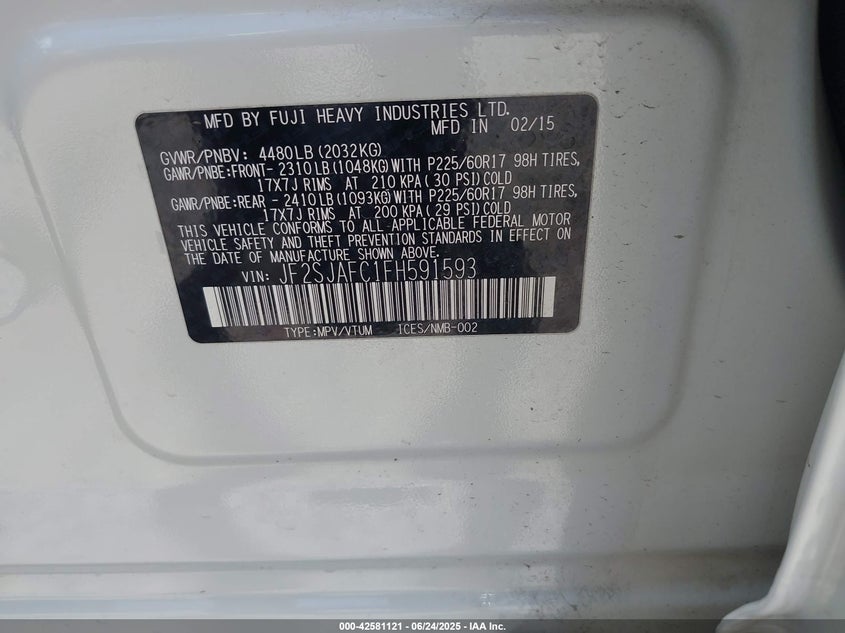 MFD BY FUJI HEAVY INDUSTRIES LTD.
MFD IN 02/15
GVWR/PNBV: 4480LB (2032KG)
GAWR/PNBE:FRONT- 2310LB (1048KG) WITH P225/60R17 98H TIRES,
17X7J RIMS AT 210 KPA ( 30 PSI) COLD
GAWR/PNBE:REAR - 2410LB (1093KG) WITH P225/60R17 98H TIRES,
17X7J RIMS AT 200 KPA ( 29 PSI) COLD
THIS VEHICLE CONFORMS TO ALL APPLICABLE FEDERAL MOTOR
VEHICLE SAFETY AND THEFT PREVENTION STANDARDS IN EFFECT ON
THE DATE OF MANUFACTURE SHOWN ABOVE.
VIN: JF2SJAFC1FH591593
TYPE:MPV/VTUM ICES/NMB-002
000-42581121 - 06/24/2025 - IAA Inc.